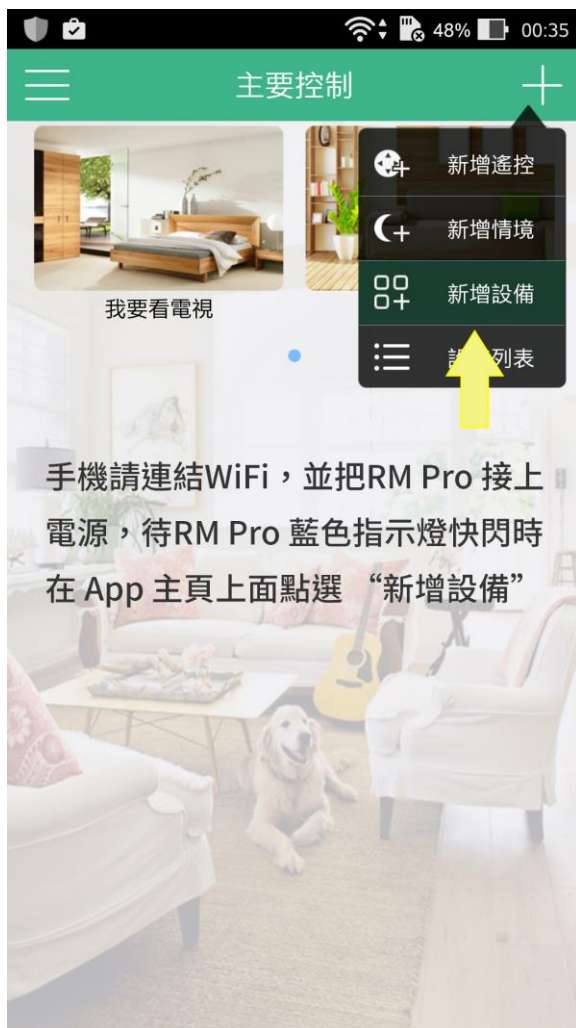 48% 00:35
主要控制
新增遙控
新增情境
新增設備
列表
我要看電視
手機請連結WiFi，並把RM Pro 接上
電源，待RM Pro 藍色指示燈快閃時
在 App 主頁上面點選 “新增設備”